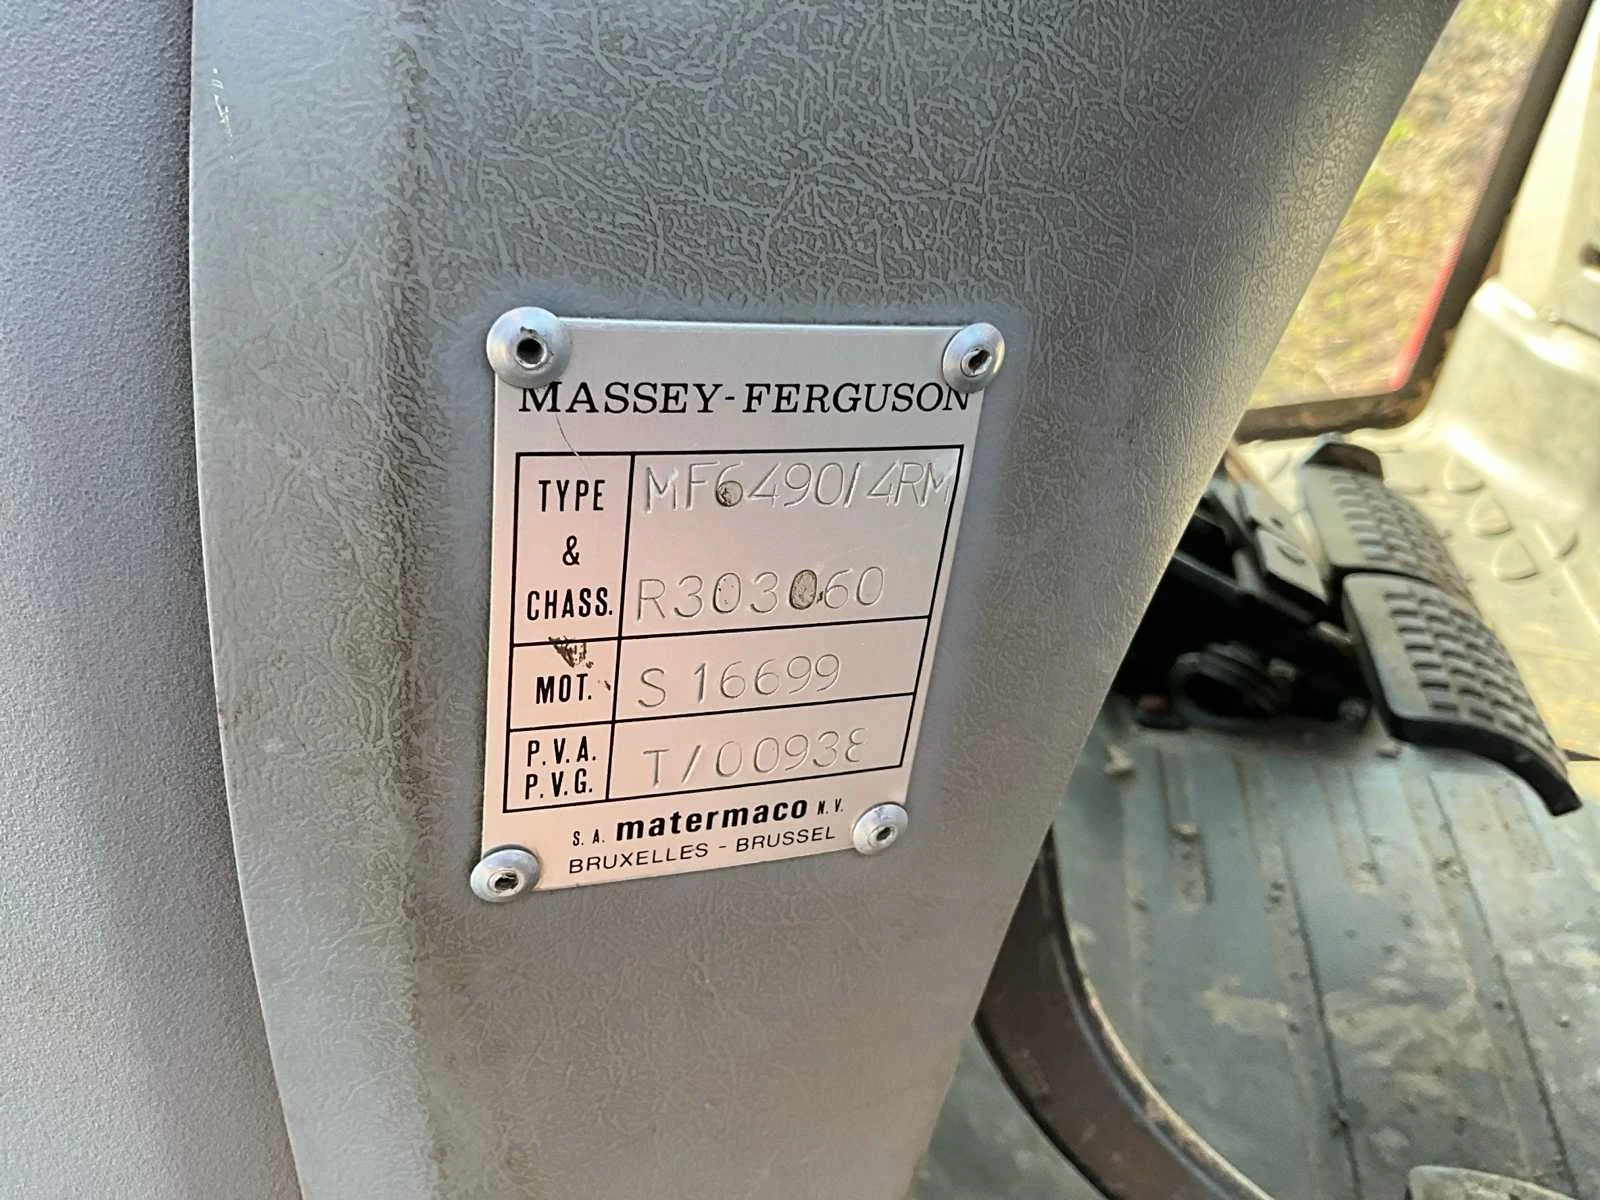 MASSEY-FERGUSON
TYPE & CHASS. MF6490/4RM
R303060
MOT. S 16699
P.V.A. P.V.G. T/00938
S. A. matermaco N. V.
BRUXELLES - BRUSSEL